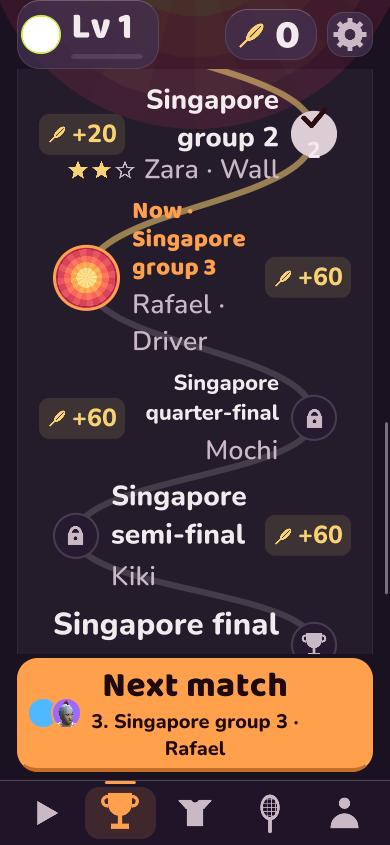 Lv 1
0
Singapore
group 2
+20
2
Zara · Wall
Now ·
Singapore
group 3
+60
Rafael ·
Driver
Singapore
quarter-final
+60
Mochi
Singapore
semi-final
+60
Kiki
Singapore final
Next match
3. Singapore group 3 ·
Rafael